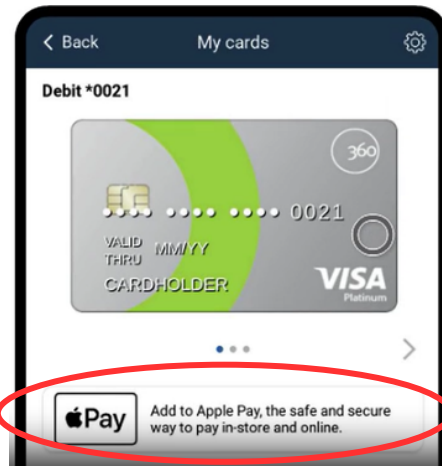 Back My cards
Debit *0021
360
•••• •••• •••• 0021
VALID
THRU MM/YY
CARDHOLDER
VISA
Platinum
Pay
Add to Apple Pay, the safe and secure
way to pay in-store and online.